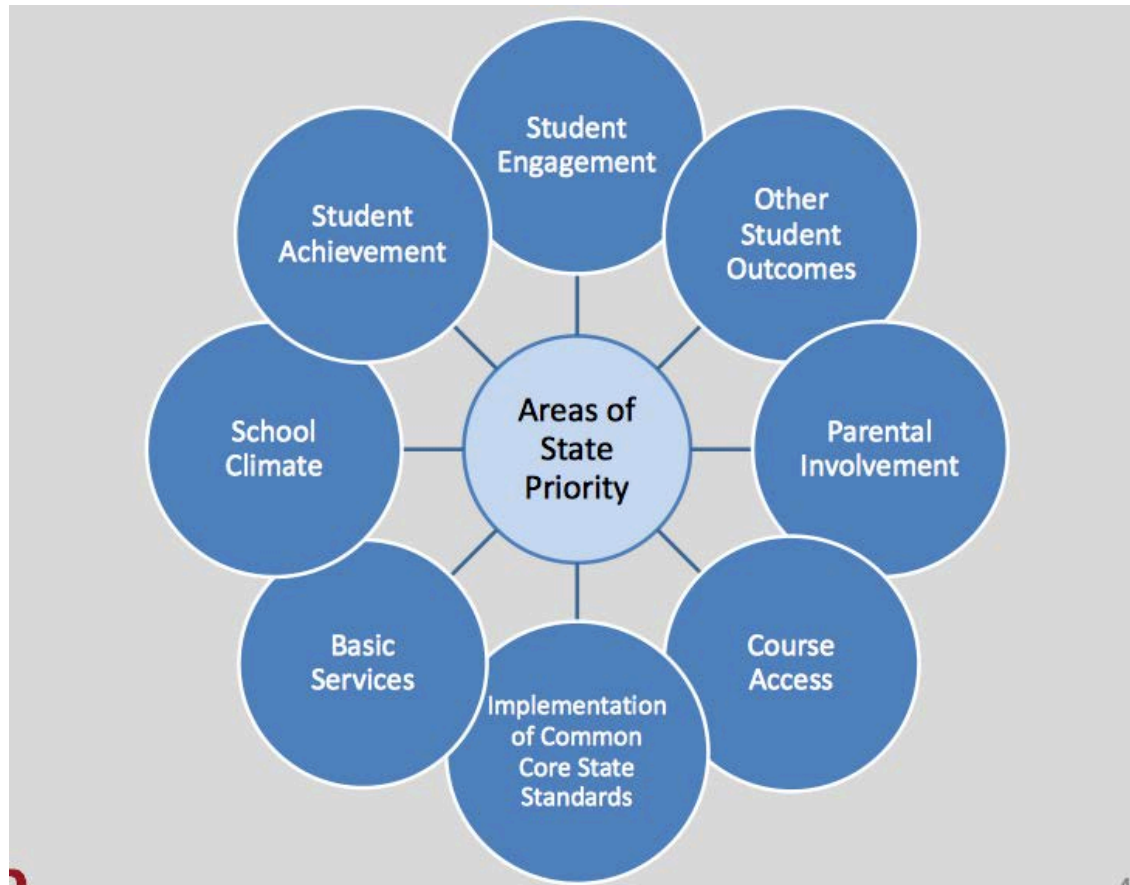 Student
Engagement
Other
Student
Outcomes
Parental
Involvement
Course
Access
Implementation
of Common
Core State
Standards
Basic
Services
School
Climate
Student
Achievement
Areas of
State
Priority